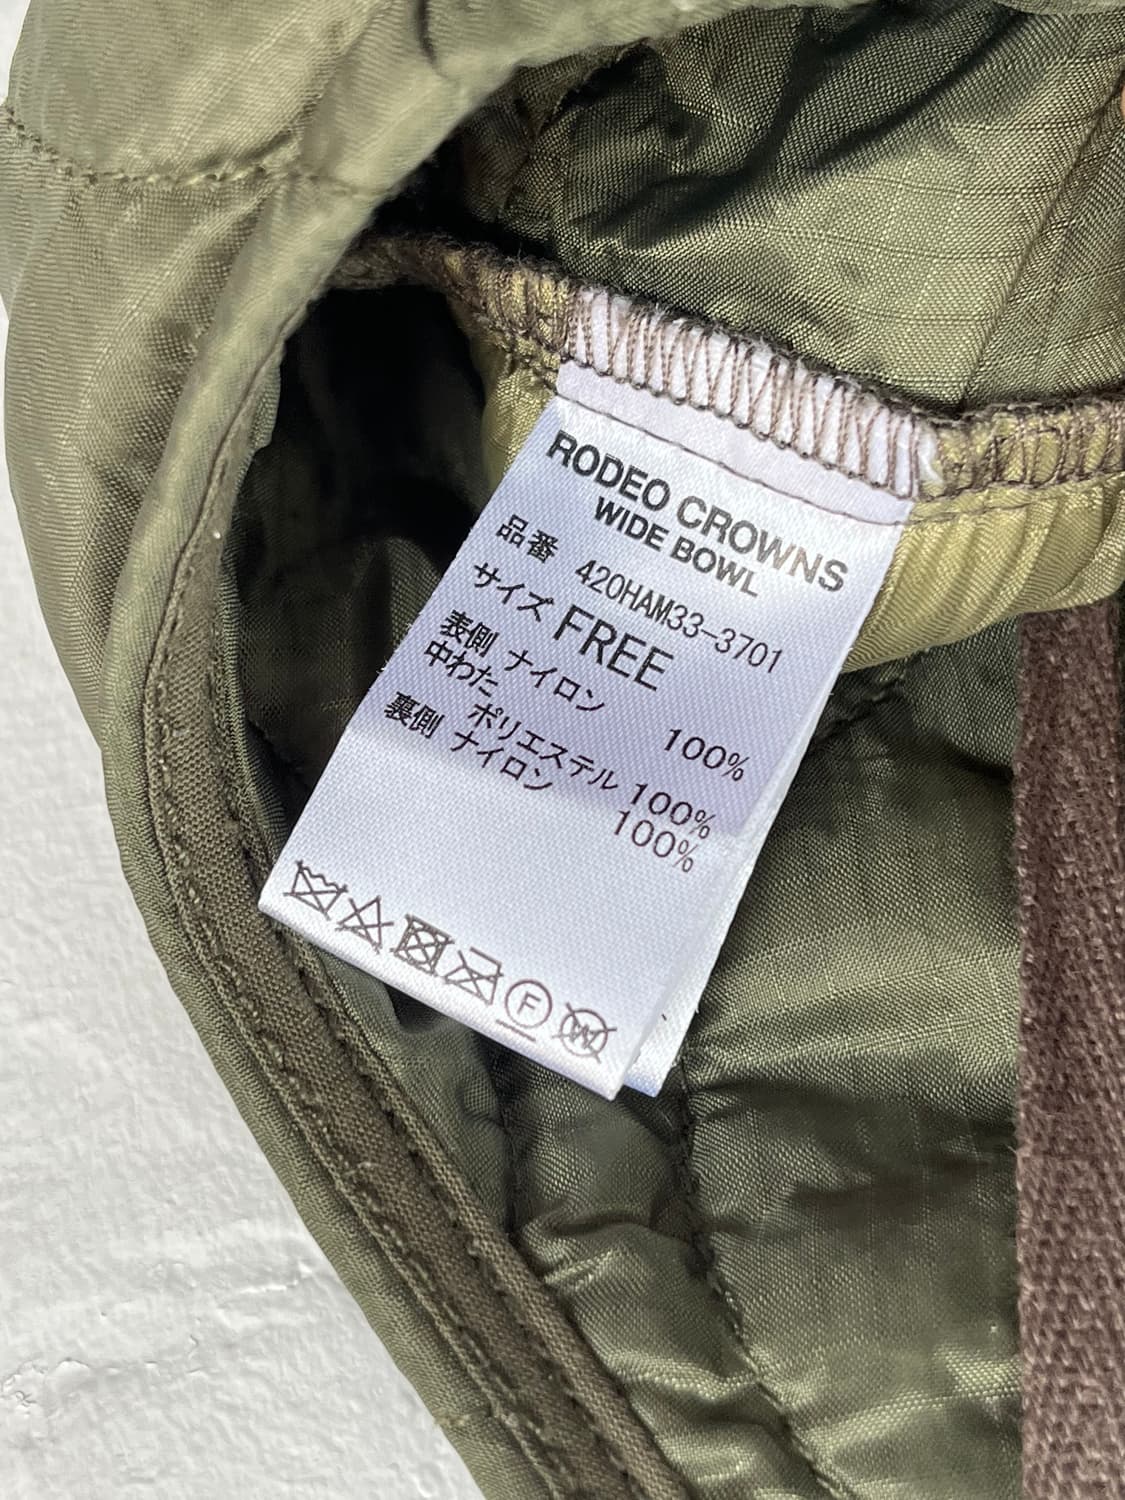 RODEO CROWNS
WIDE BOWL
品番 420HAM33-3701
サイズ FREE
表側 ナイロン 100%
中わた
ポリエステル 100%
裏側 ナイロン 100%
F W